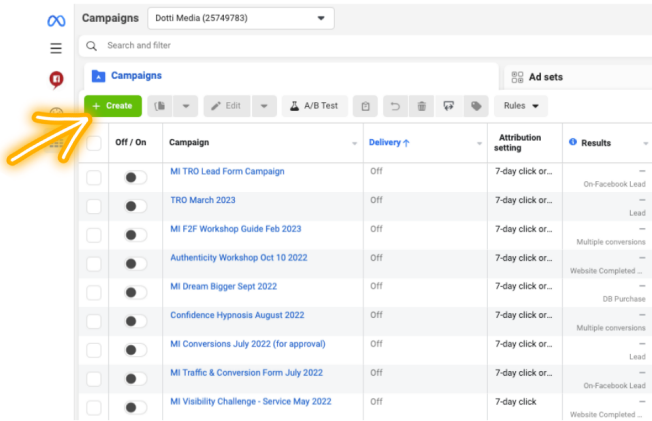 Campaigns
Dotti Media (25749783)
Search and filter
Campaigns
Ad sets
+ Create
Edit
A/B Test
Rules
Off / On
Campaign
Delivery ↑
Attribution
setting
Results
MI TRO Lead Form Campaign
Off
7-day click or...
—
On-Facebook Lead
TRO March 2023
Off
7-day click or...
—
Lead
MI F2F Workshop Guide Feb 2023
Off
7-day click or...
—
Multiple conversions
Authenticity Workshop Oct 10 2022
Off
7-day click or...
—
Website Completed ...
MI Dream Bigger Sept 2022
Off
7-day click or...
—
DB Purchase
Confidence Hypnosis August 2022
Off
7-day click or...
—
Multiple conversions
MI Conversions July 2022 (for approval)
Off
7-day click or...
—
Lead
MI Traffic & Conversion Form July 2022
Off
7-day click or...
—
On-Facebook Lead
MI Visibility Challenge - Service May 2022
Off
7-day click
—
Website Completed ...